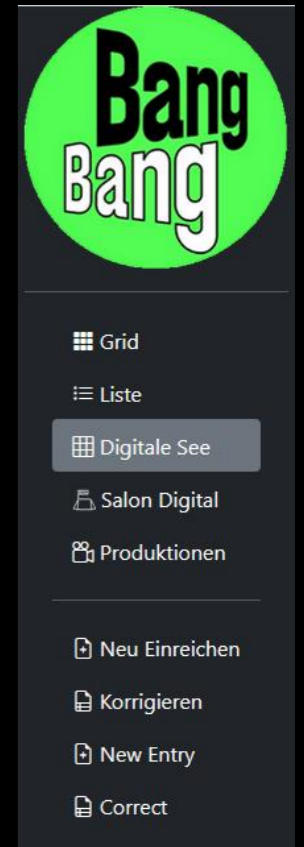 Bang
Bang
Grid
Liste
Digitale See
Salon Digital
Produktionen
Neu Einreichen
Korrigieren
New Entry
Correct